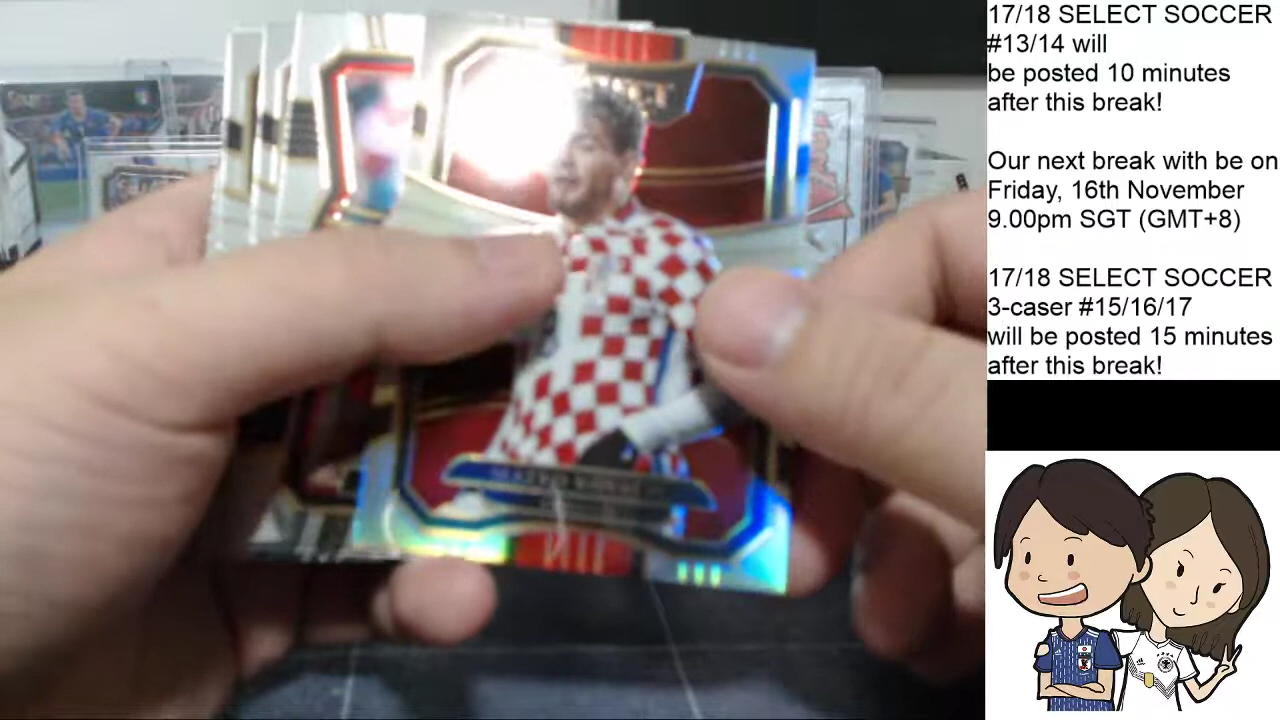 17/18 SELECT SOCCER
#13/14 will
be posted 10 minutes
after this break!
Our next break with be on
Friday, 16th November
9.00pm SGT (GMT+8)
17/18 SELECT SOCCER
3-caser #15/16/17
will be posted 15 minutes
after this break!